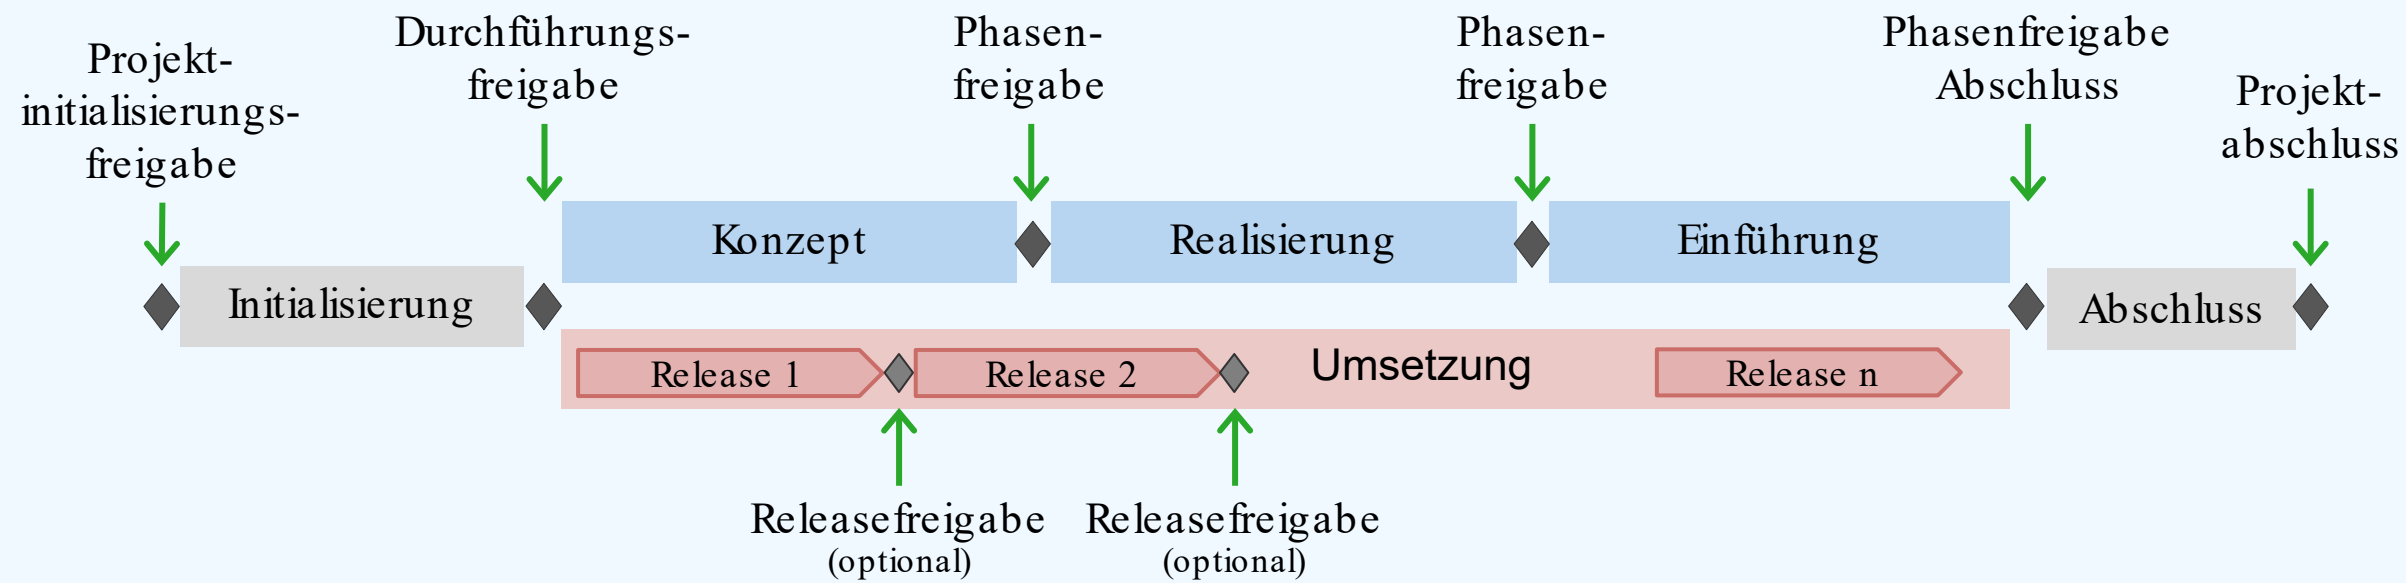 Projekt-
initialisierungs-
freigabe
Durchführungs-
freigabe
Phasen-
freigabe
Phasen-
freigabe
Phasenfreigabe
Abschluss
Projekt-
abschluss
Konzept
Realisierung
Einführung
Initialisierung
Abschluss
Release 1
Release 2
Umsetzung
Release n
Releasefreigabe
(optional)
Releasefreigabe
(optional)